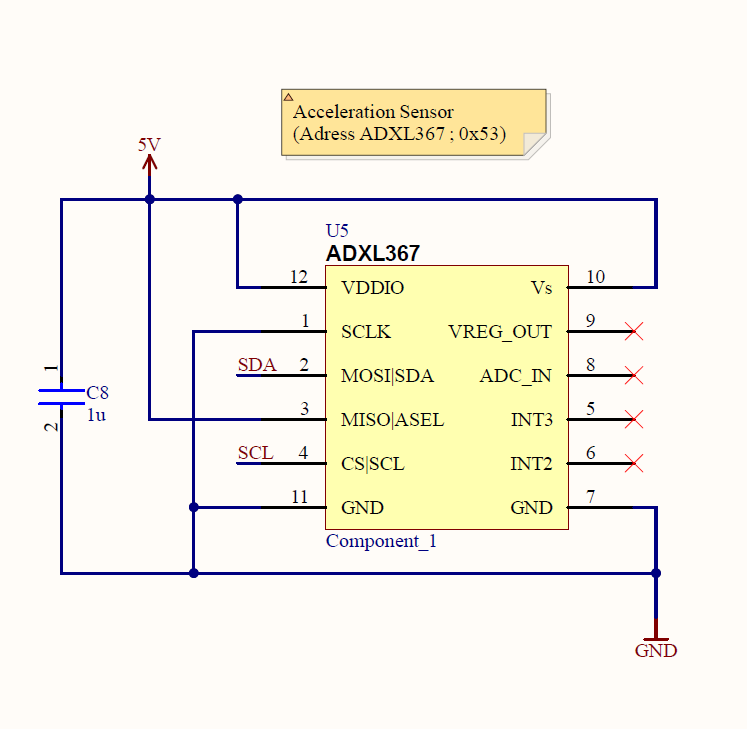 Acceleration Sensor
(Adress ADXL367 ; 0x53)
5V
U5
ADXL367
12 VDDIO Vs 10
1 SCLK VREG_OUT 9
SDA 2 MOSI|SDA ADC_IN 8
3 MISO|ASEL INT3 5
SCL 4 CS|SCL INT2 6
11 GND GND 7
Component_1
1
C8
1u
2
GND